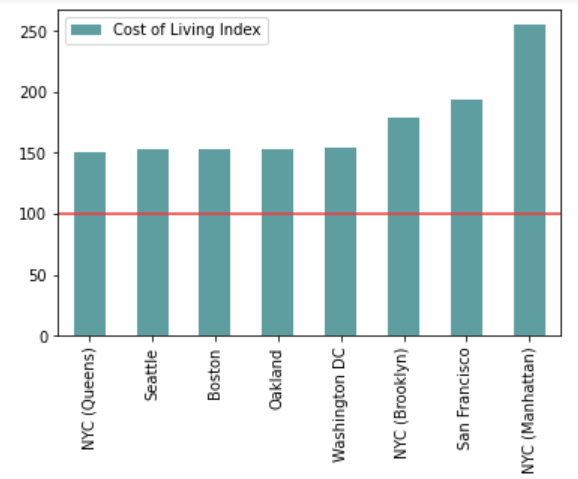 Cost of Living Index
250
200
150
100
50
0
NYC (Queens)
Seattle
Boston
Oakland
Washington DC
NYC (Brooklyn)
San Francisco
NYC (Manhattan)